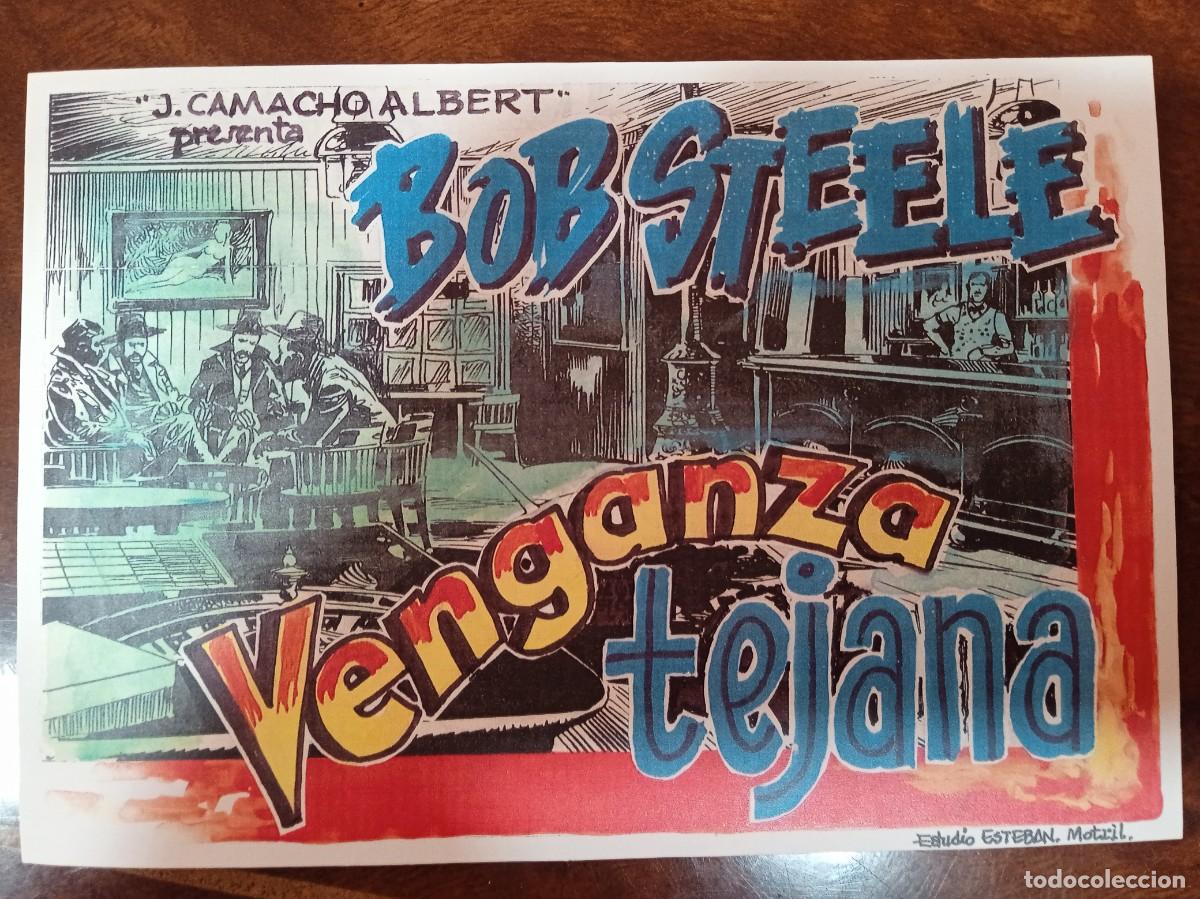 "J. CAMACHO ALBERT"
presenta
BOB STEELE
Venganza
tejana
Estudio ESTEBAN. Motril.
todocoleccion